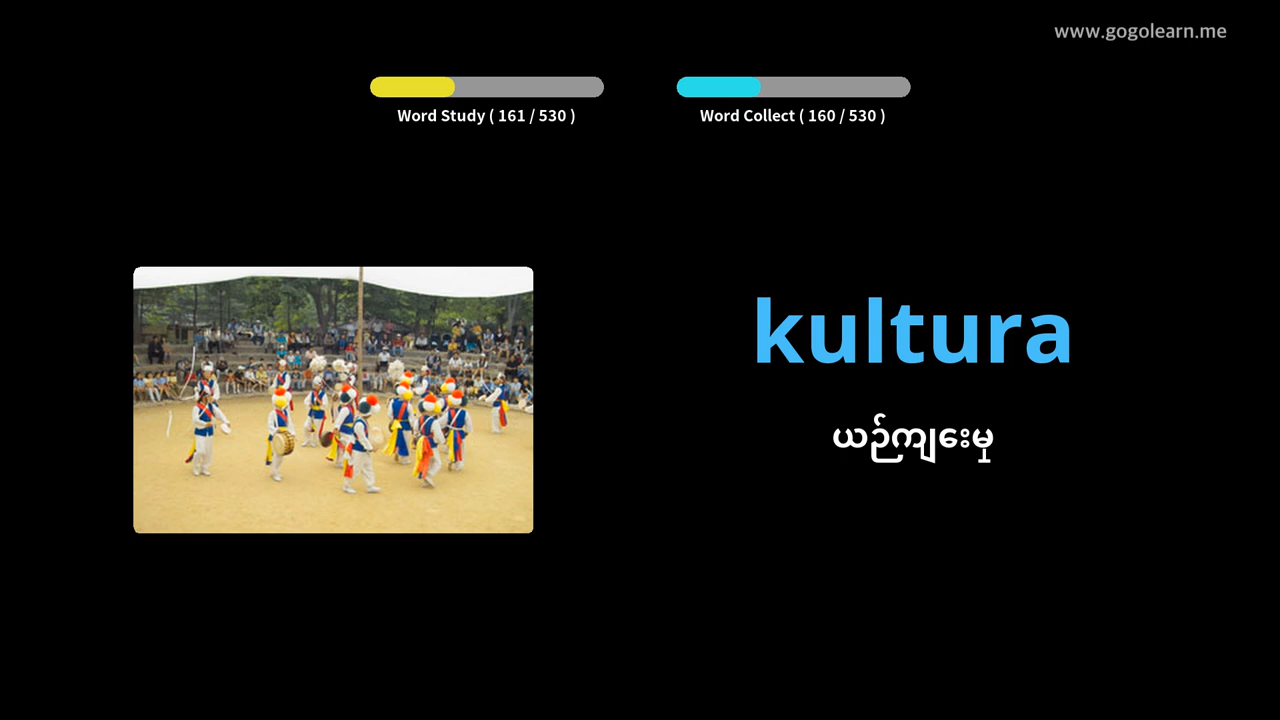 www.gogolearn.me
Word Study ( 161 / 530 )
Word Collect ( 160 / 530 )
kultura
ယဉ်ကျေးမှု